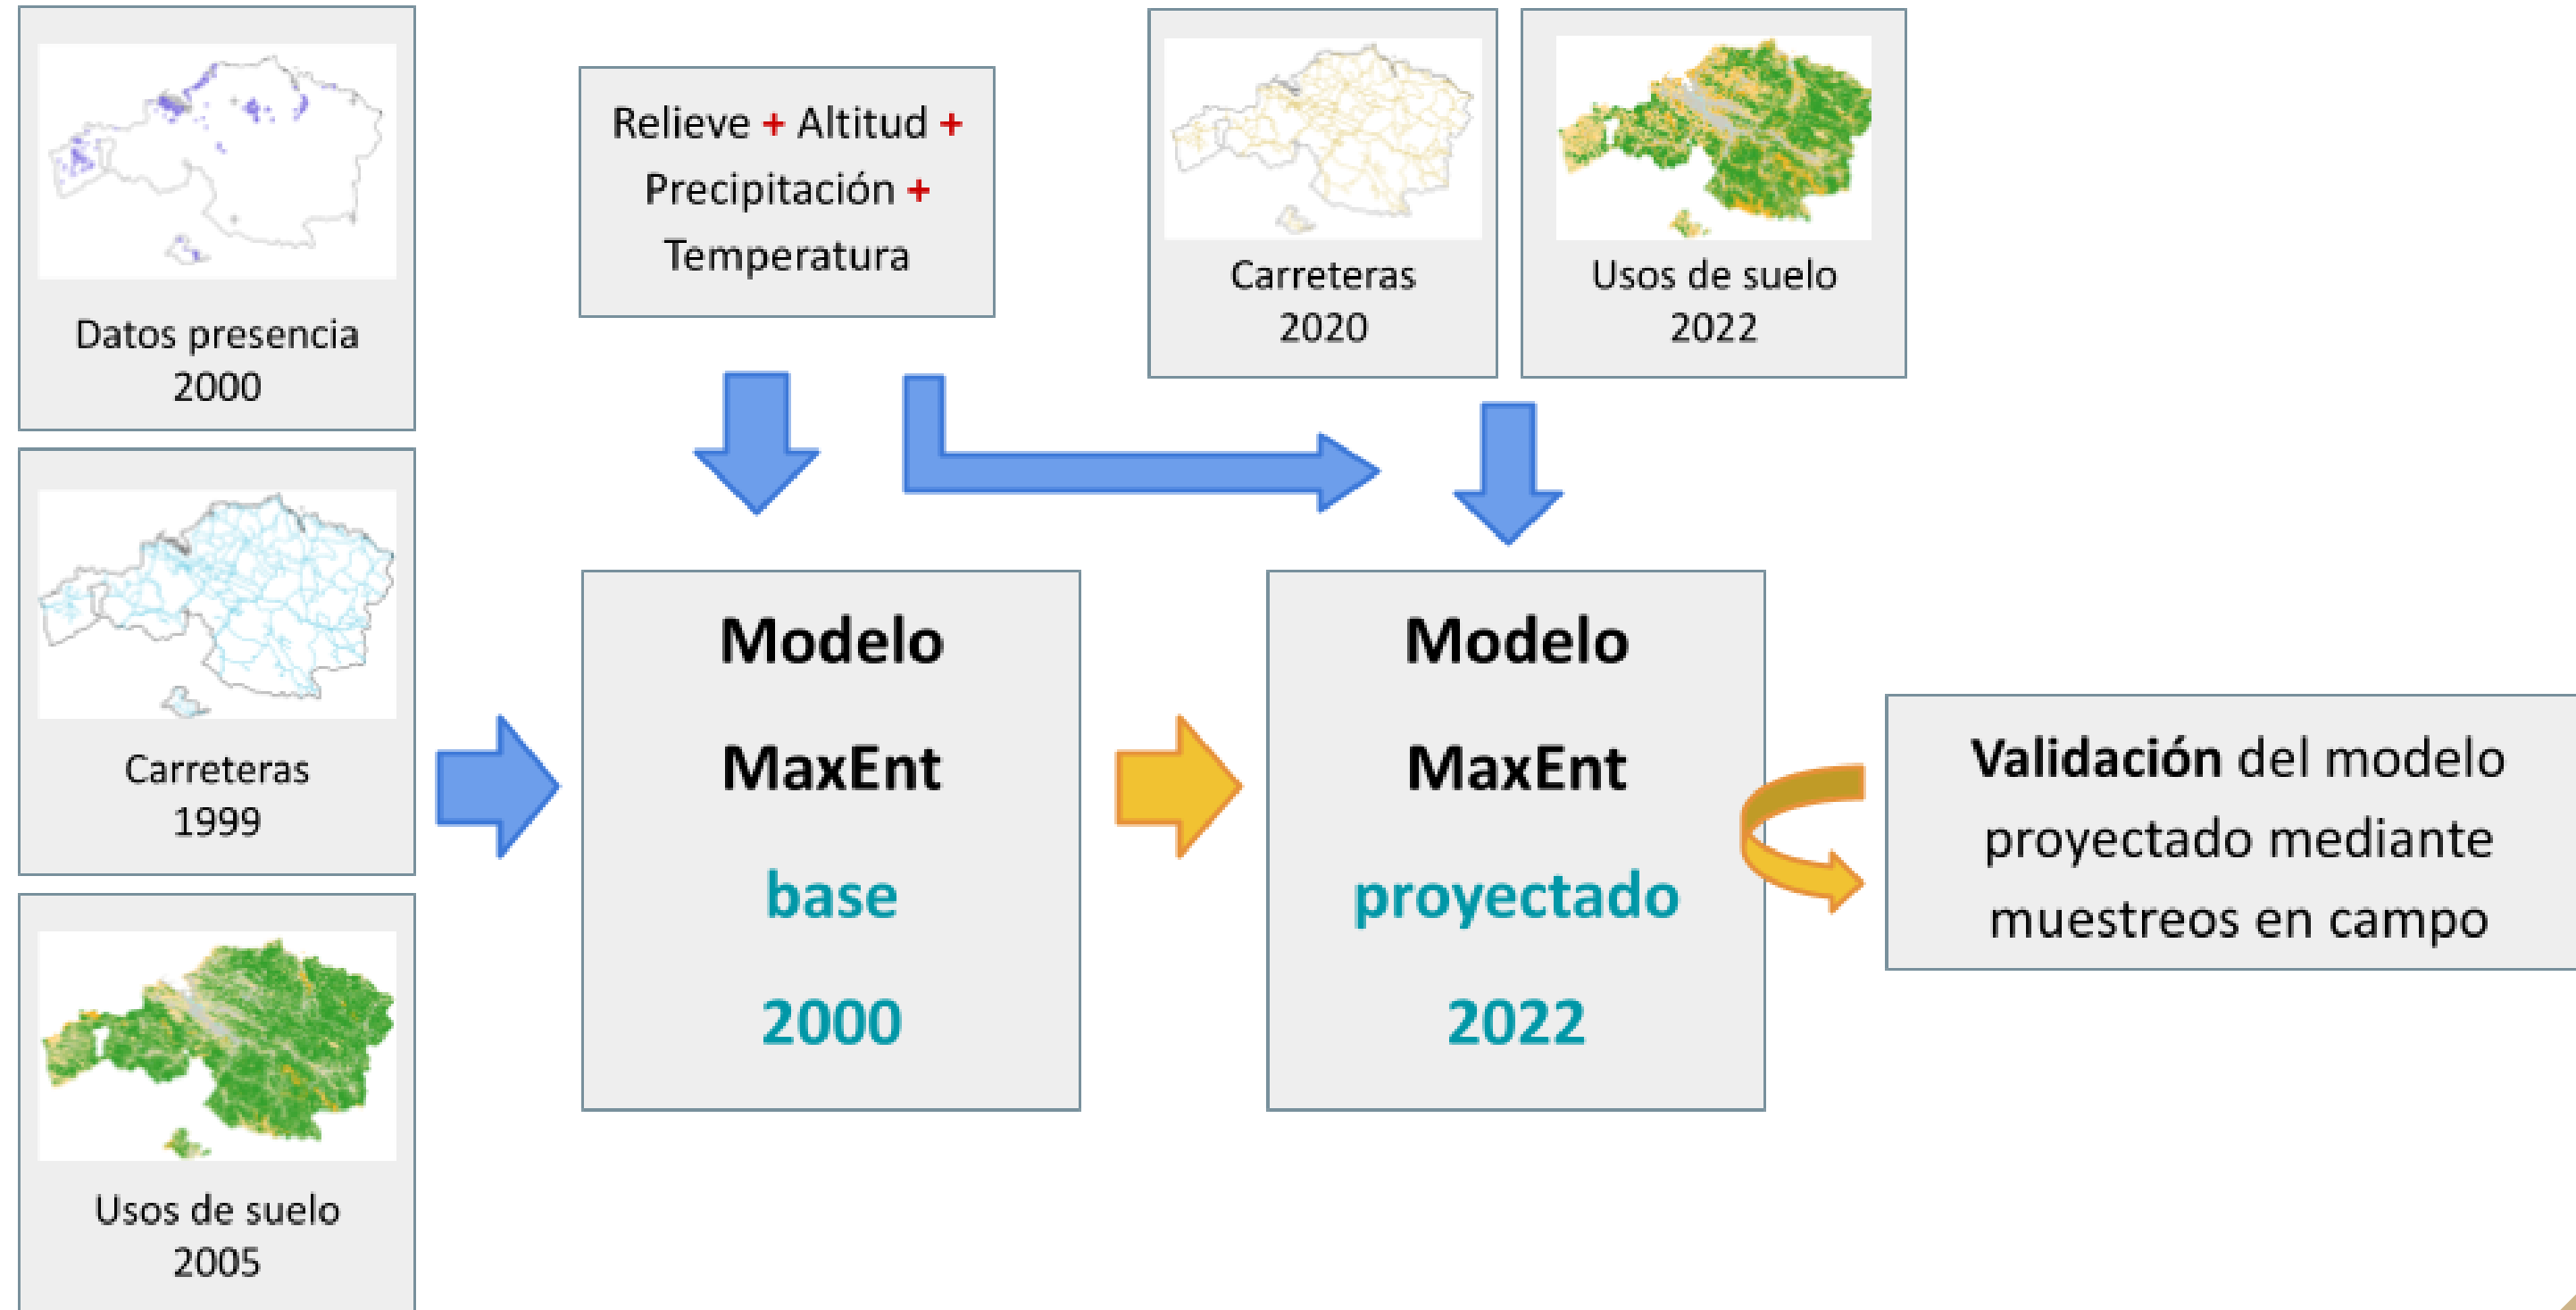 Datos presencia
2000
Carreteras
1999
Usos de suelo
2005
Relieve + Altitud +
Precipitación +
Temperatura
Carreteras
2020
Usos de suelo
2022
Modelo
MaxEnt
base
2000
Modelo
MaxEnt
proyectado
2022
Validación del modelo
proyectado mediante
muestreos en campo